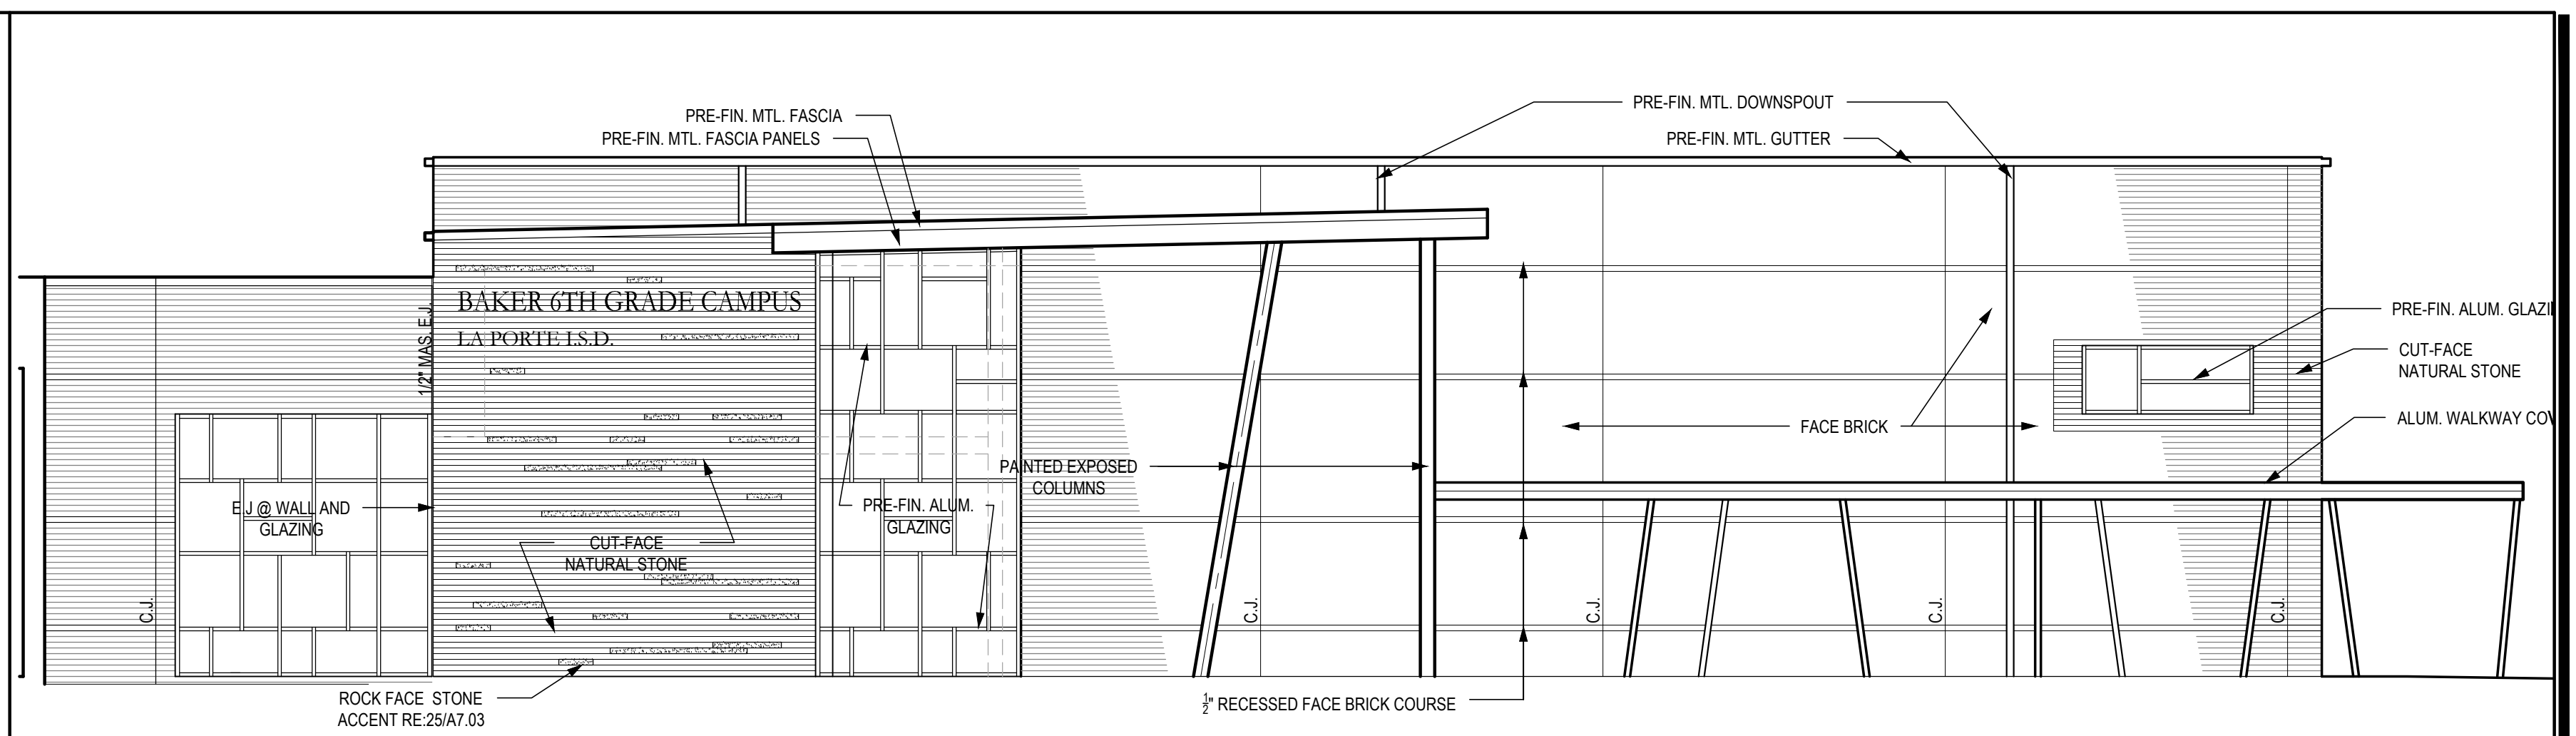 PRE-FIN. MTL. FASCIA
PRE-FIN. MTL. FASCIA PANELS
PRE-FIN. MTL. DOWNSPOUT
PRE-FIN. MTL. GUTTER
BAKER 6TH GRADE CAMPUS
LA PORTE I.S.D.
1/2" MAS. E.J.
PRE-FIN. ALUM. GLAZI
CUT-FACE
NATURAL STONE
ALUM. WALKWAY COV
FACE BRICK
PAINTED EXPOSED
COLUMNS
E.J @ WALL AND
GLAZING
PRE-FIN. ALUM.
GLAZING
CUT-FACE
NATURAL STONE
C.J.
C.J.
C.J.
C.J.
C.J.
ROCK FACE STONE
ACCENT RE:25/A7.03
½" RECESSED FACE BRICK COURSE